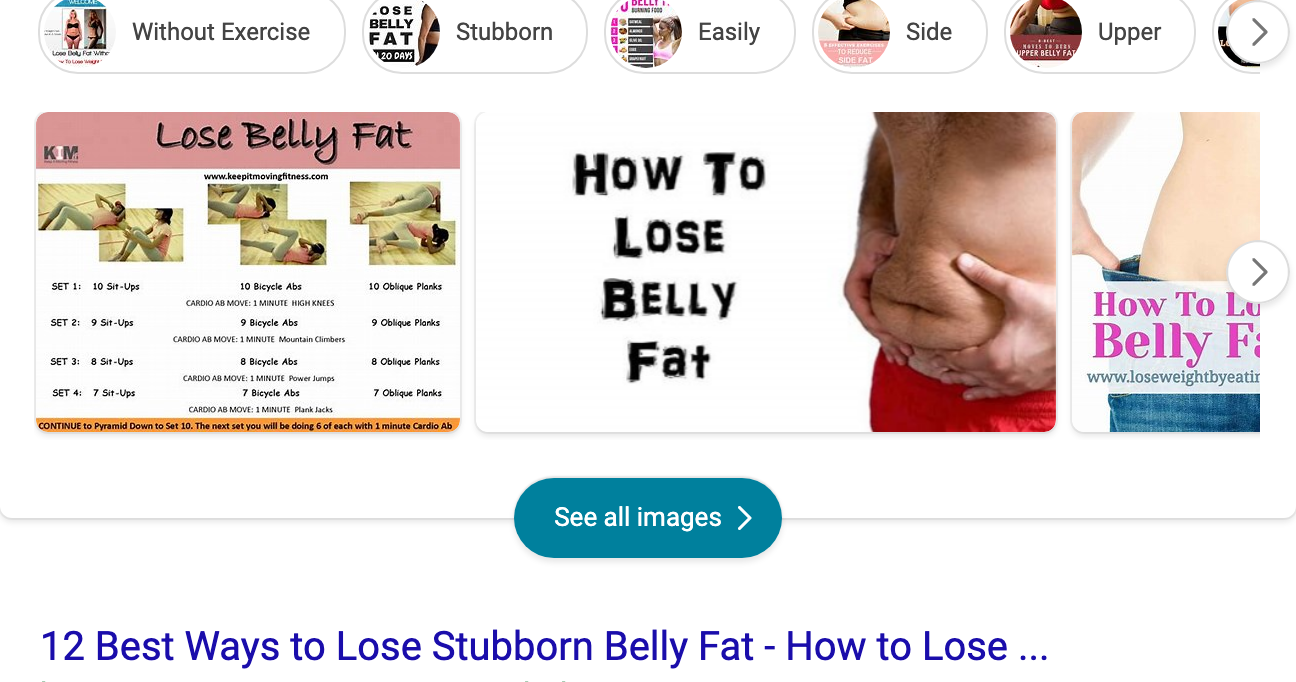 WELCOME!
Lose Belly Fat With
How To Lose Weight
Without Exercise
LOSE
BELLY
FAT
20 DAYS
Stubborn
BELLY FAT
BURNING FOOD
Easily
EFFECTIVE EXERCISES
TO REDUCE
SIDE FAT
Side
MOVES TO
UPPER BELLY FAT
Upper
Lose Belly Fat
KIM
www.keepitmovingfitness.com
SET 1: 10 Sit-Ups 10 Bicycle Abs 10 Oblique Planks
CARDIO AB MOVE: 1 MINUTE HIGH KNEES
SET 2: 9 Sit-Ups 9 Bicycle Abs 9 Oblique Planks
CARDIO AB MOVE: 1 MINUTE Mountain Climbers
SET 3: 8 Sit-Ups 8 Bicycle Abs 8 Oblique Planks
CARDIO AB MOVE: 1 MINUTE Power Jumps
SET 4: 7 Sit-Ups 7 Bicycle Abs 7 Oblique Planks
CARDIO AB MOVE: 1 MINUTE Plank Jacks
CONTINUE to Pyramid Down to Set 10. The next set you will be doing 6 of each with 1 minute Cardio Ab
How To
Lose
Belly
Fat
How To Lo
Belly Fa
www.loseweightbyeatin
See all images
12 Best Ways to Lose Stubborn Belly Fat - How to Lose ...